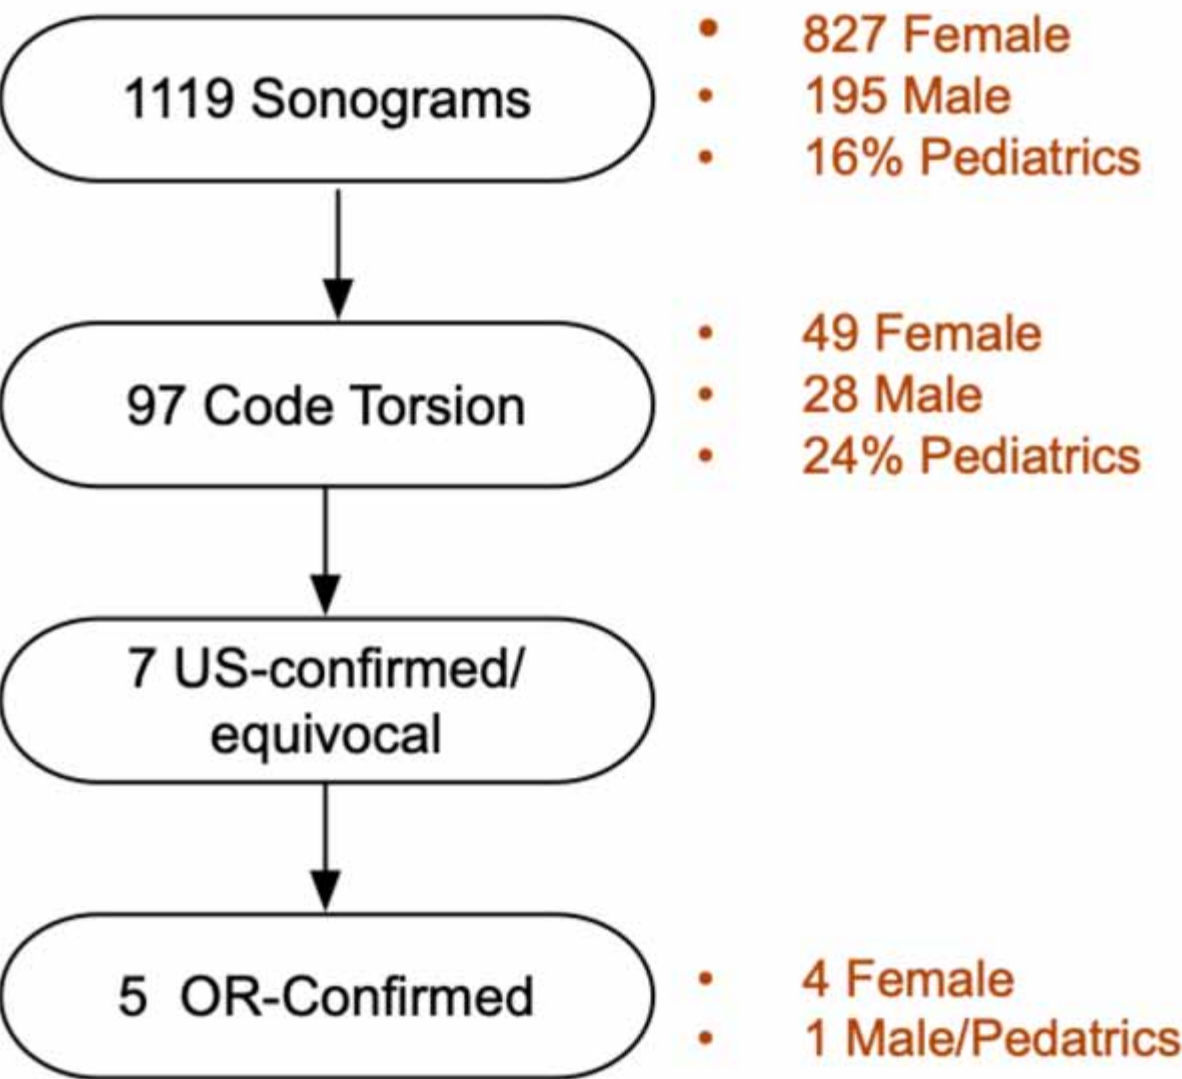 1119 Sonograms
• 827 Female
• 195 Male
• 16% Pediatrics
97 Code Torsion
• 49 Female
• 28 Male
• 24% Pediatrics
7 US-confirmed/
equivocal
5 OR-Confirmed
• 4 Female
• 1 Male/Pedatrics